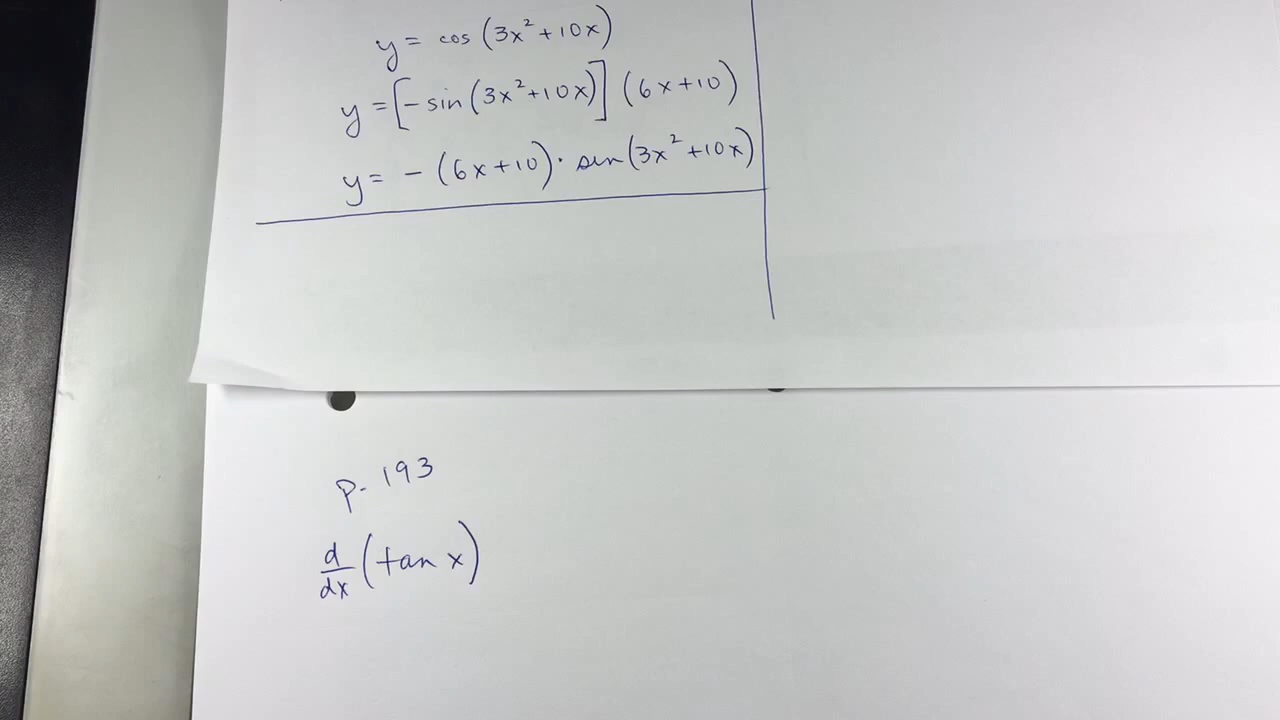 y = cos (3x² + 10x)
y = [- sin (3x² + 10x)] (6x + 10)
y = - (6x + 10) · sin (3x² + 10x)
p. 193
d/dx (tan x)